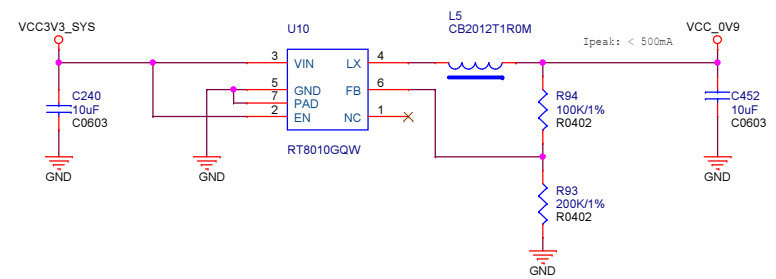 VCC3V3_SYS
U10
L5
CB2012T1R0M
Ipeak: < 500mA
VCC_0V9
3 VIN LX 4
5 GND FB 6
7 PAD
2 EN NC 1
RT8010GQW
C240
10uF
C0603
R94
100K/1%
R0402
C452
10uF
C0603
R93
200K/1%
R0402
GND
GND
GND
GND